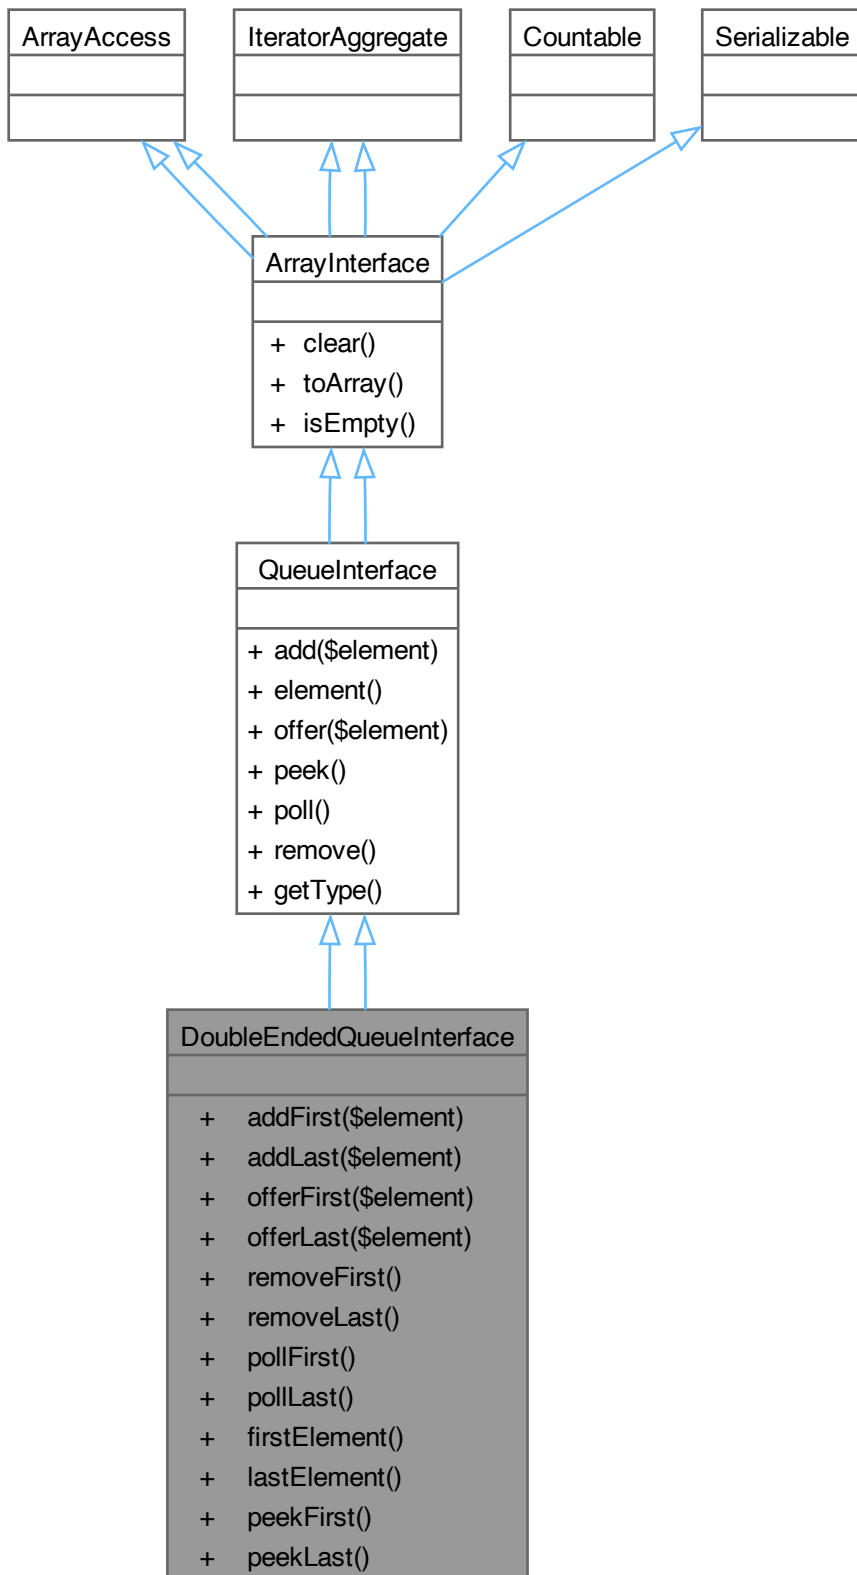 ArrayAccess
IteratorAggregate
Countable
Serializable
ArrayInterface
+ clear()
+ toArray()
+ isEmpty()
QueueInterface
+ add($element)
+ element()
+ offer($element)
+ peek()
+ poll()
+ remove()
+ getType()
DoubleEndedQueueInterface
+ addFirst($element)
+ addLast($element)
+ offerFirst($element)
+ offerLast($element)
+ removeFirst()
+ removeLast()
+ pollFirst()
+ pollLast()
+ firstElement()
+ lastElement()
+ peekFirst()
+ peekLast()